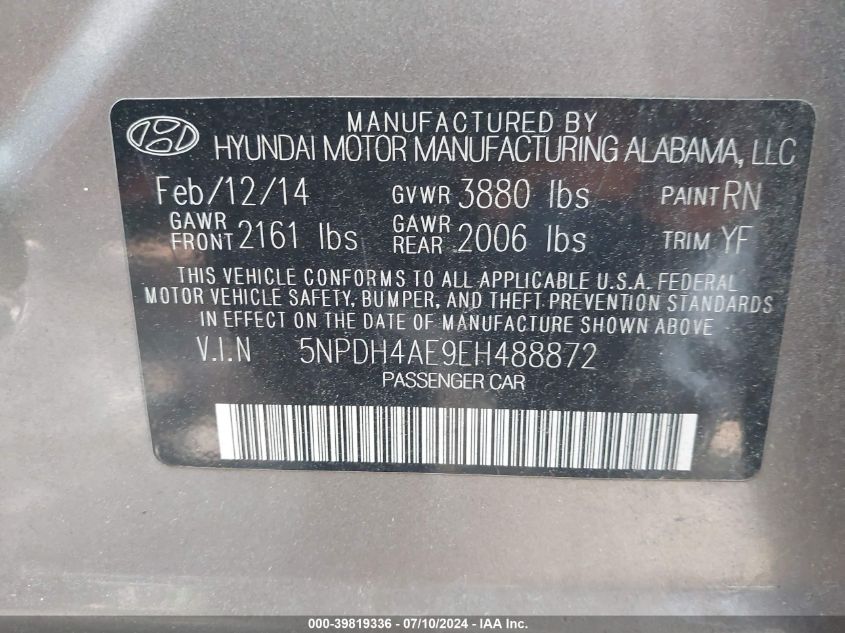 MANUFACTURED BY
HYUNDAI MOTOR MANUFACTURING ALABAMA, LLC
Feb/12/14 GVWR 3880 lbs PAINT RN
GAWR FRONT 2161 lbs GAWR REAR 2006 lbs TRIM YF
THIS VEHICLE CONFORMS TO ALL APPLICABLE U.S.A. FEDERAL
MOTOR VEHICLE SAFETY, BUMPER, AND THEFT PREVENTION STANDARDS
IN EFFECT ON THE DATE OF MANUFACTURE SHOWN ABOVE
V.I.N 5NPDH4AE9EH488872
PASSENGER CAR
000-39819336 - 07/10/2024 - IAA Inc.